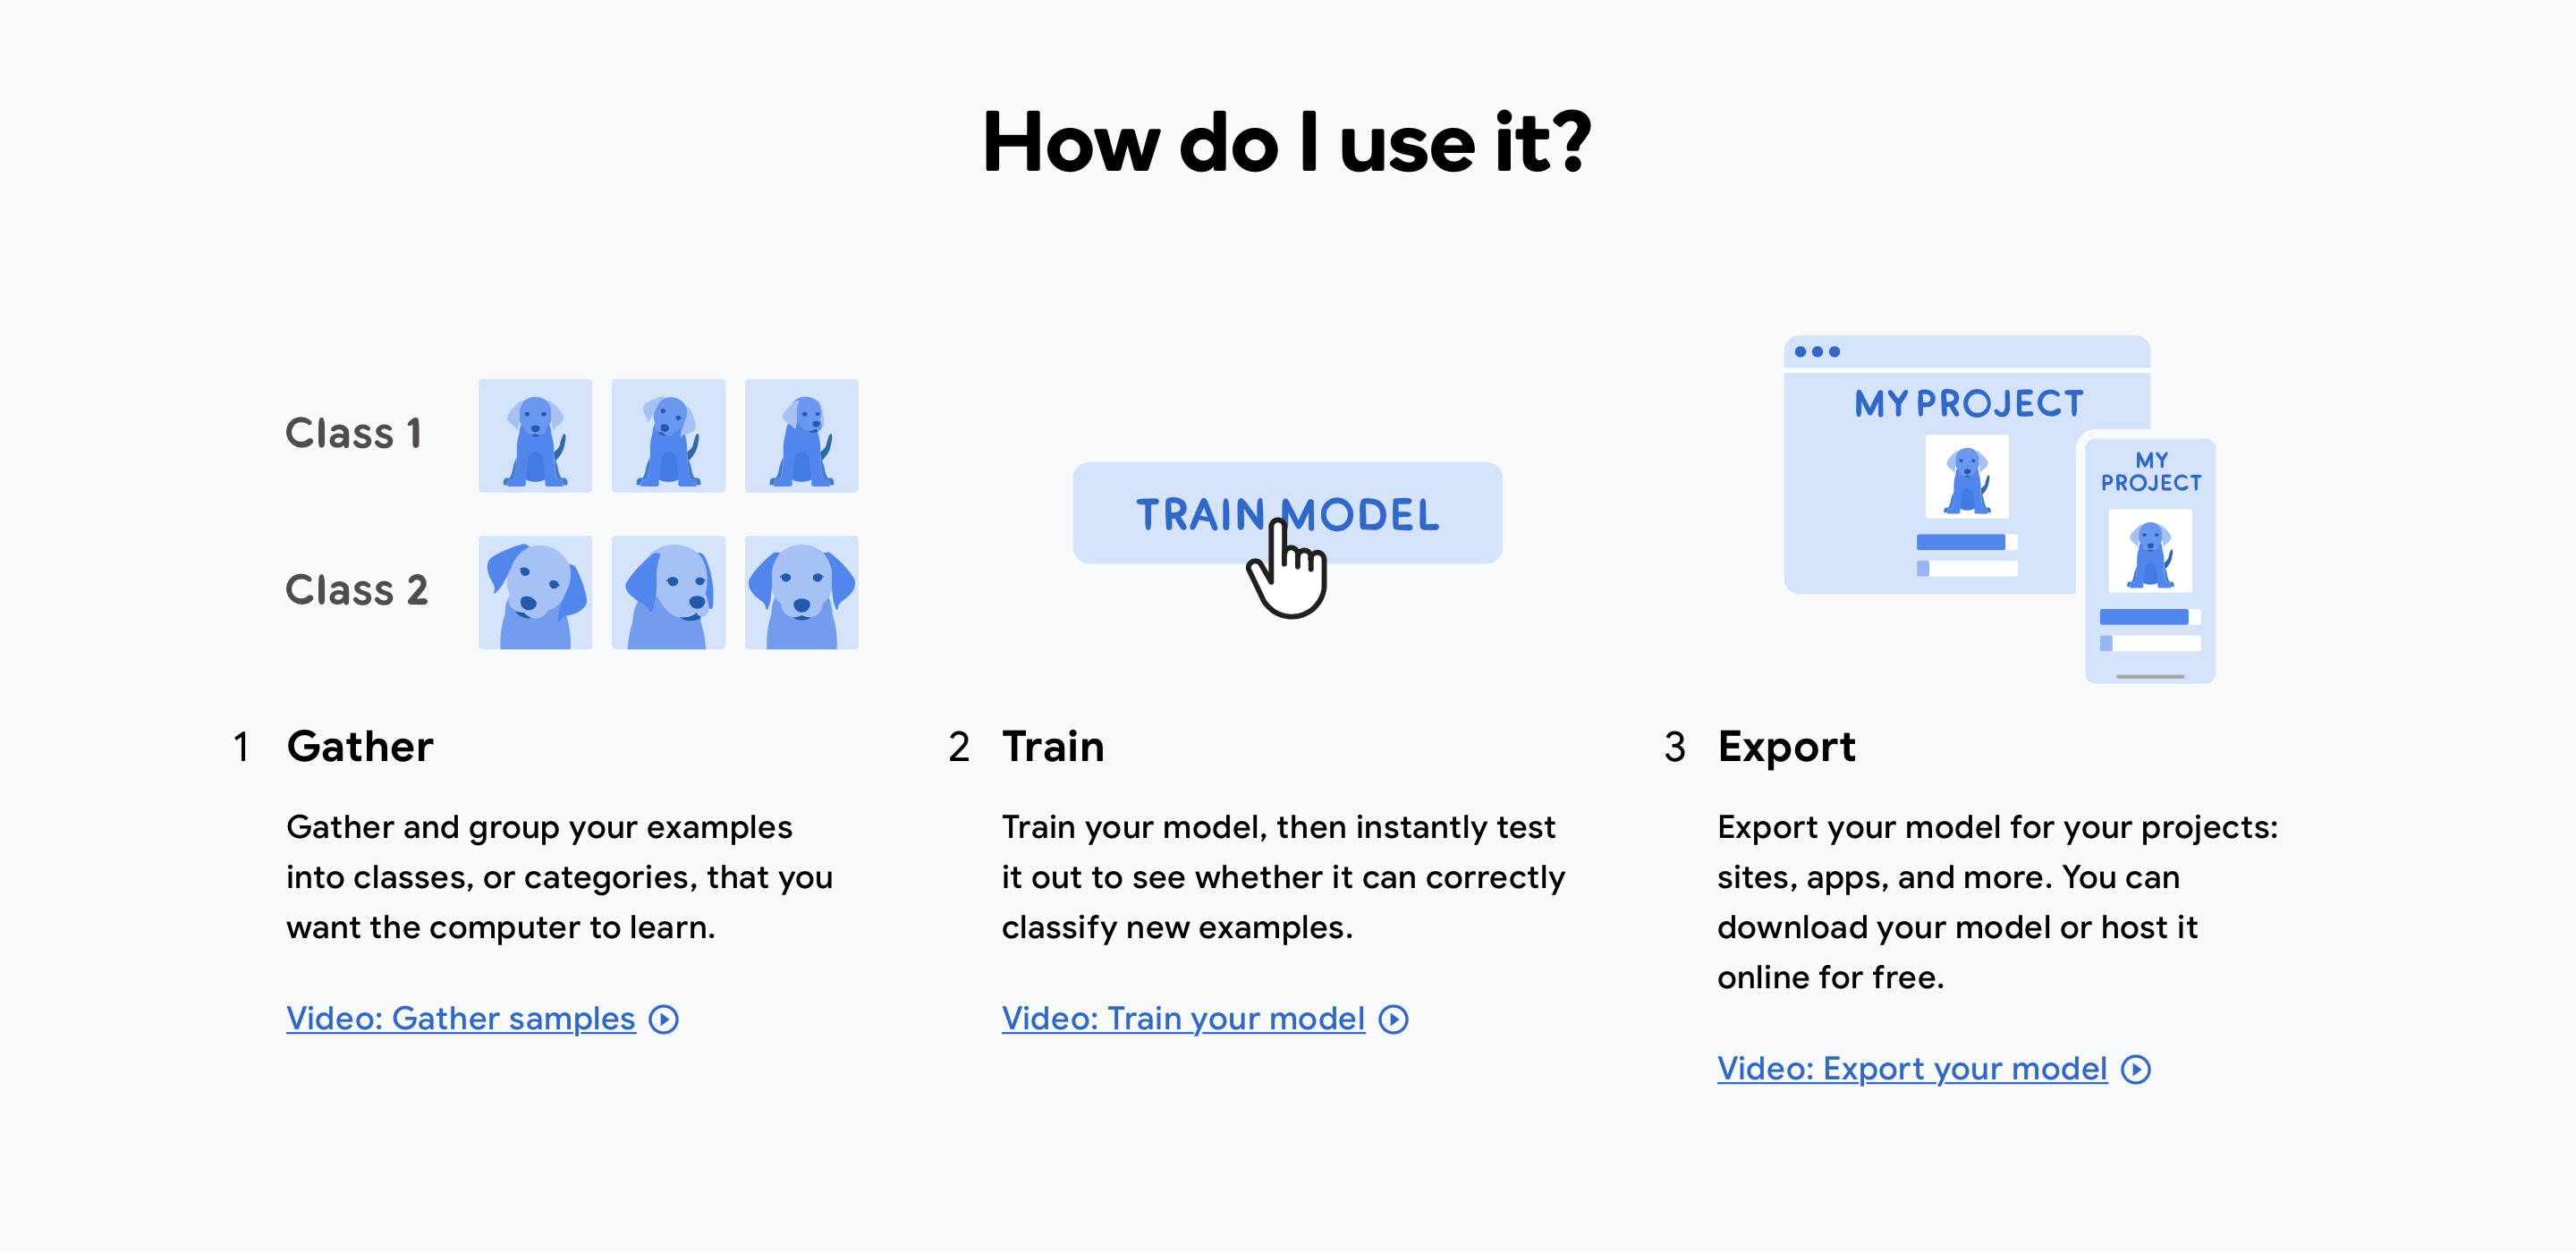 How do I use it?
Class 1
Class 2
TRAIN MODEL
MY PROJECT
MY
PROJECT
1 Gather
Gather and group your examples
into classes, or categories, that you
want the computer to learn.
Video: Gather samples
2 Train
Train your model, then instantly test
it out to see whether it can correctly
classify new examples.
Video: Train your model
3 Export
Export your model for your projects:
sites, apps, and more. You can
download your model or host it
online for free.
Video: Export your model